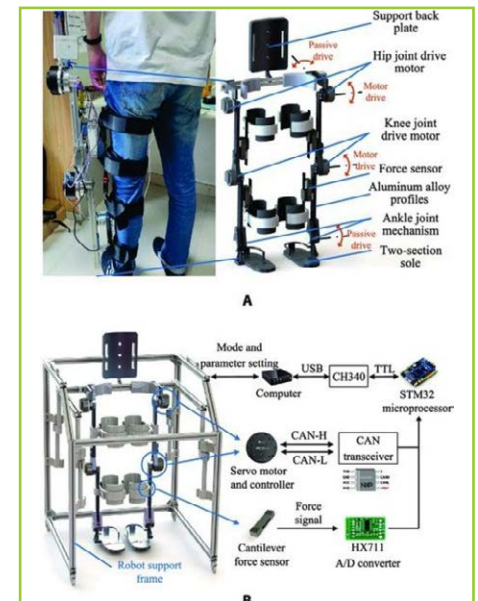 Support back
plate
Passive
drive
Hip joint drive
motor
Motor
drive
Knee joint
drive motor
Motor
drive
Force sensor
Aluminum alloy
profiles
Ankle joint
mechanism
Passive
drive
Two-section
sole
A
Mode and
parameter setting
USB
CH340
TTL
Computer
STM32
microprocessor
CAN-H
CAN-L
CAN
transceiver
Servo motor
and controller
NXP
Force
signal
Cantilever
force sensor
HX711
A/D converter
Robot support
frame
B